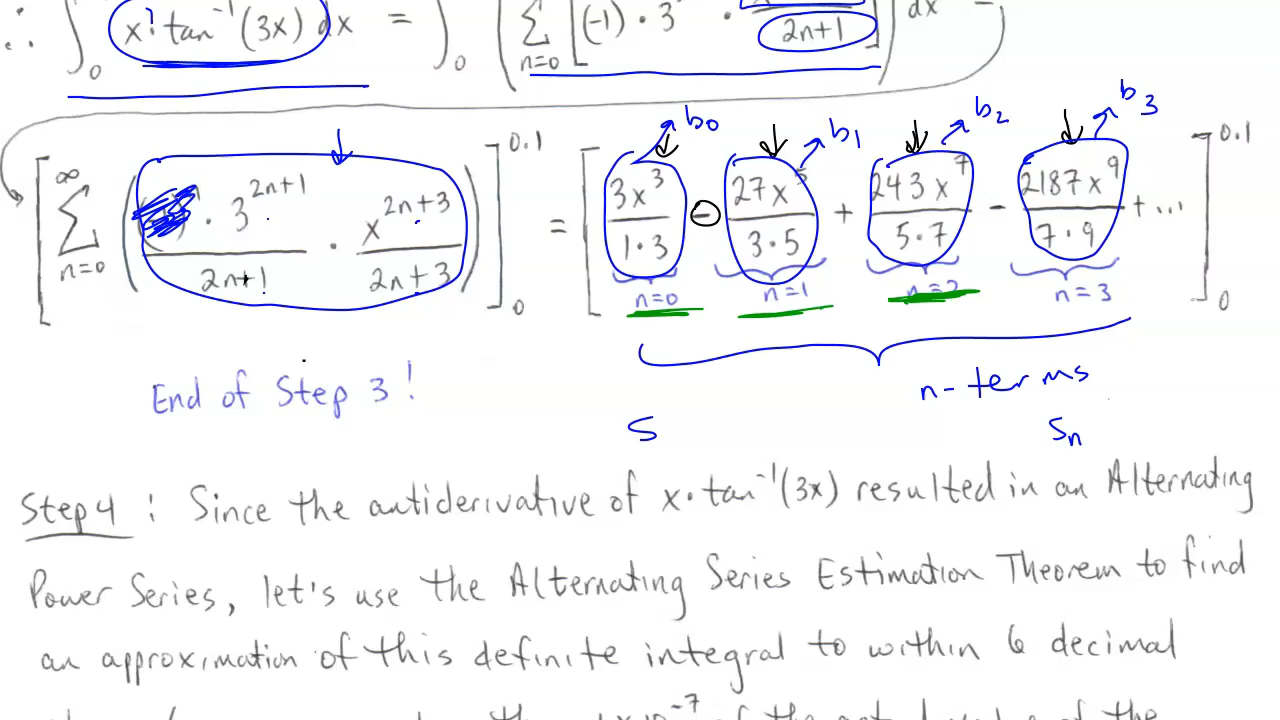 ∴ ∫₀ x· tan⁻¹(3x) dx = ∫₀ ( Σ n=0 [(-1) · 3 · / 2n+1 ] ) dx =
b₀ b₁ b₂ b₃
[ Σ n=0 ^∞ ( · 3^{2n+1} / 2n+1 · x^{2n+3} / 2n+3 ) ]₀^{0.1} = [ 3x³ / 1·3 − 27x⁵ / 3·5 + 243x⁷ / 5·7 − 2187x⁹ / 7·9 + ... ]₀^{0.1}
n=0 n=1 n=2 n=3
End of Step 3!
n-terms
S Sₙ
Step 4: Since the antiderivative of x·tan⁻¹(3x) resulted in an Alternating
Power Series, let's use the Alternating Series Estimation Theorem to find
an approximation of this definite integral to within 6 decimal